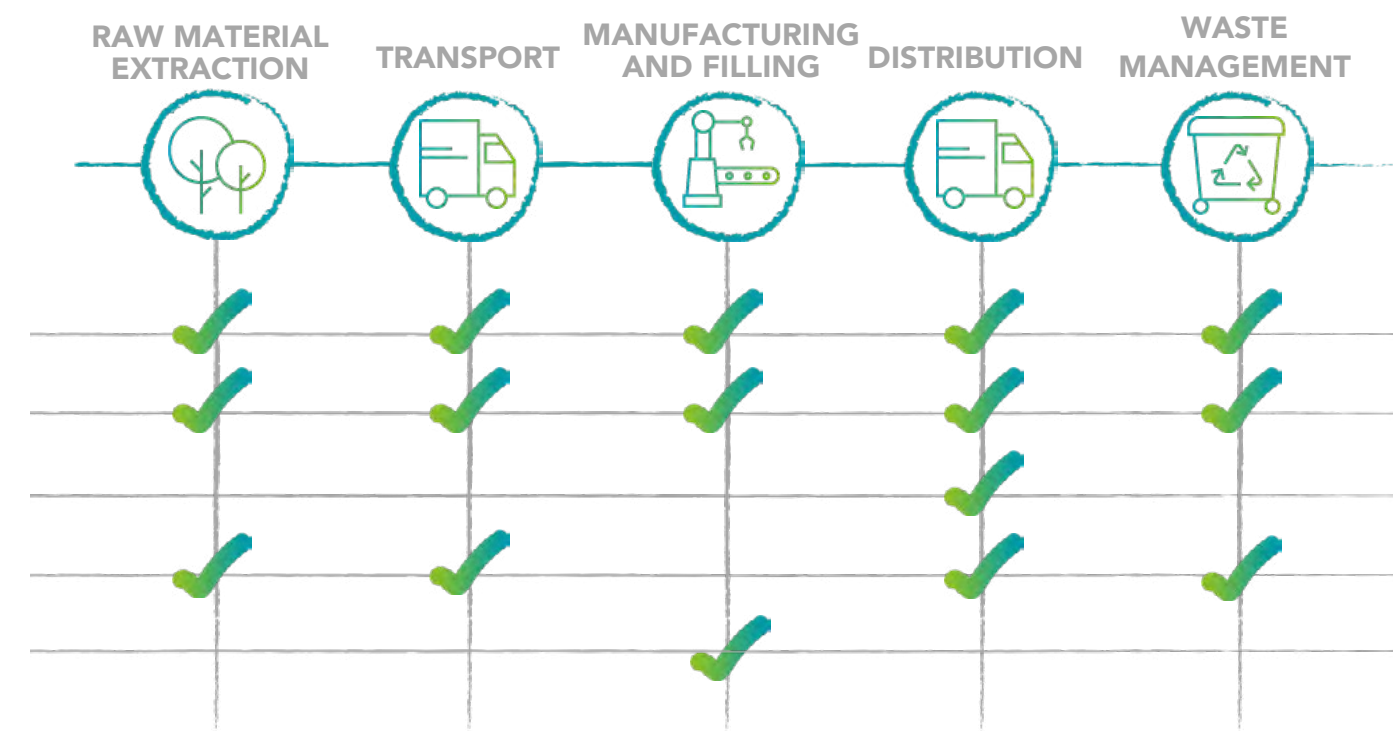 RAW MATERIAL
EXTRACTION
TRANSPORT
MANUFACTURING
AND FILLING
DISTRIBUTION
WASTE
MANAGEMENT